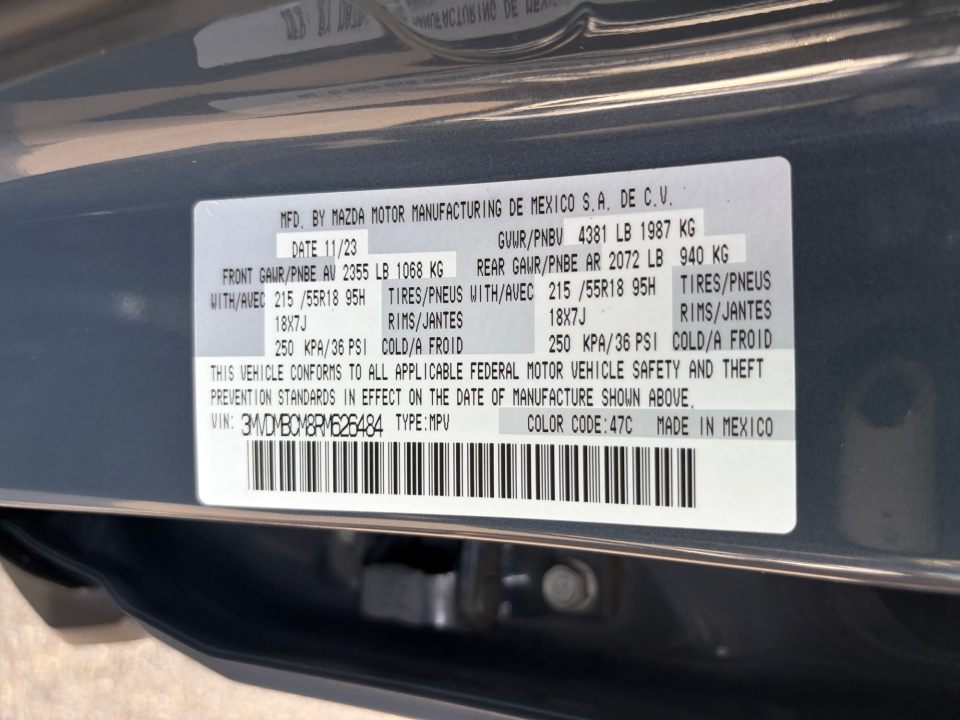 MFD. BY MAZDA MOTOR MANUFACTURING DE MEXICO S.A. DE C.V.
DATE 11/23 GVWR/PNBV 4381 LB 1987 KG
FRONT GAWR/PNBE AV 2355 LB 1068 KG REAR GAWR/PNBE AR 2072 LB 940 KG
WITH/AVEC 215 /55R18 95H TIRES/PNEUS WITH/AVEC 215 /55R18 95H TIRES/PNEUS
18X7J RIMS/JANTES 18X7J RIMS/JANTES
250 KPA/36 PSI COLD/A FROID 250 KPA/36 PSI COLD/A FROID
THIS VEHICLE CONFORMS TO ALL APPLICABLE FEDERAL MOTOR VEHICLE SAFETY AND THEFT
PREVENTION STANDARDS IN EFFECT ON THE DATE OF MANUFACTURE SHOWN ABOVE.
VIN: 3MVDMBCM8RM626484 TYPE:MPV COLOR CODE:47C MADE IN MEXICO